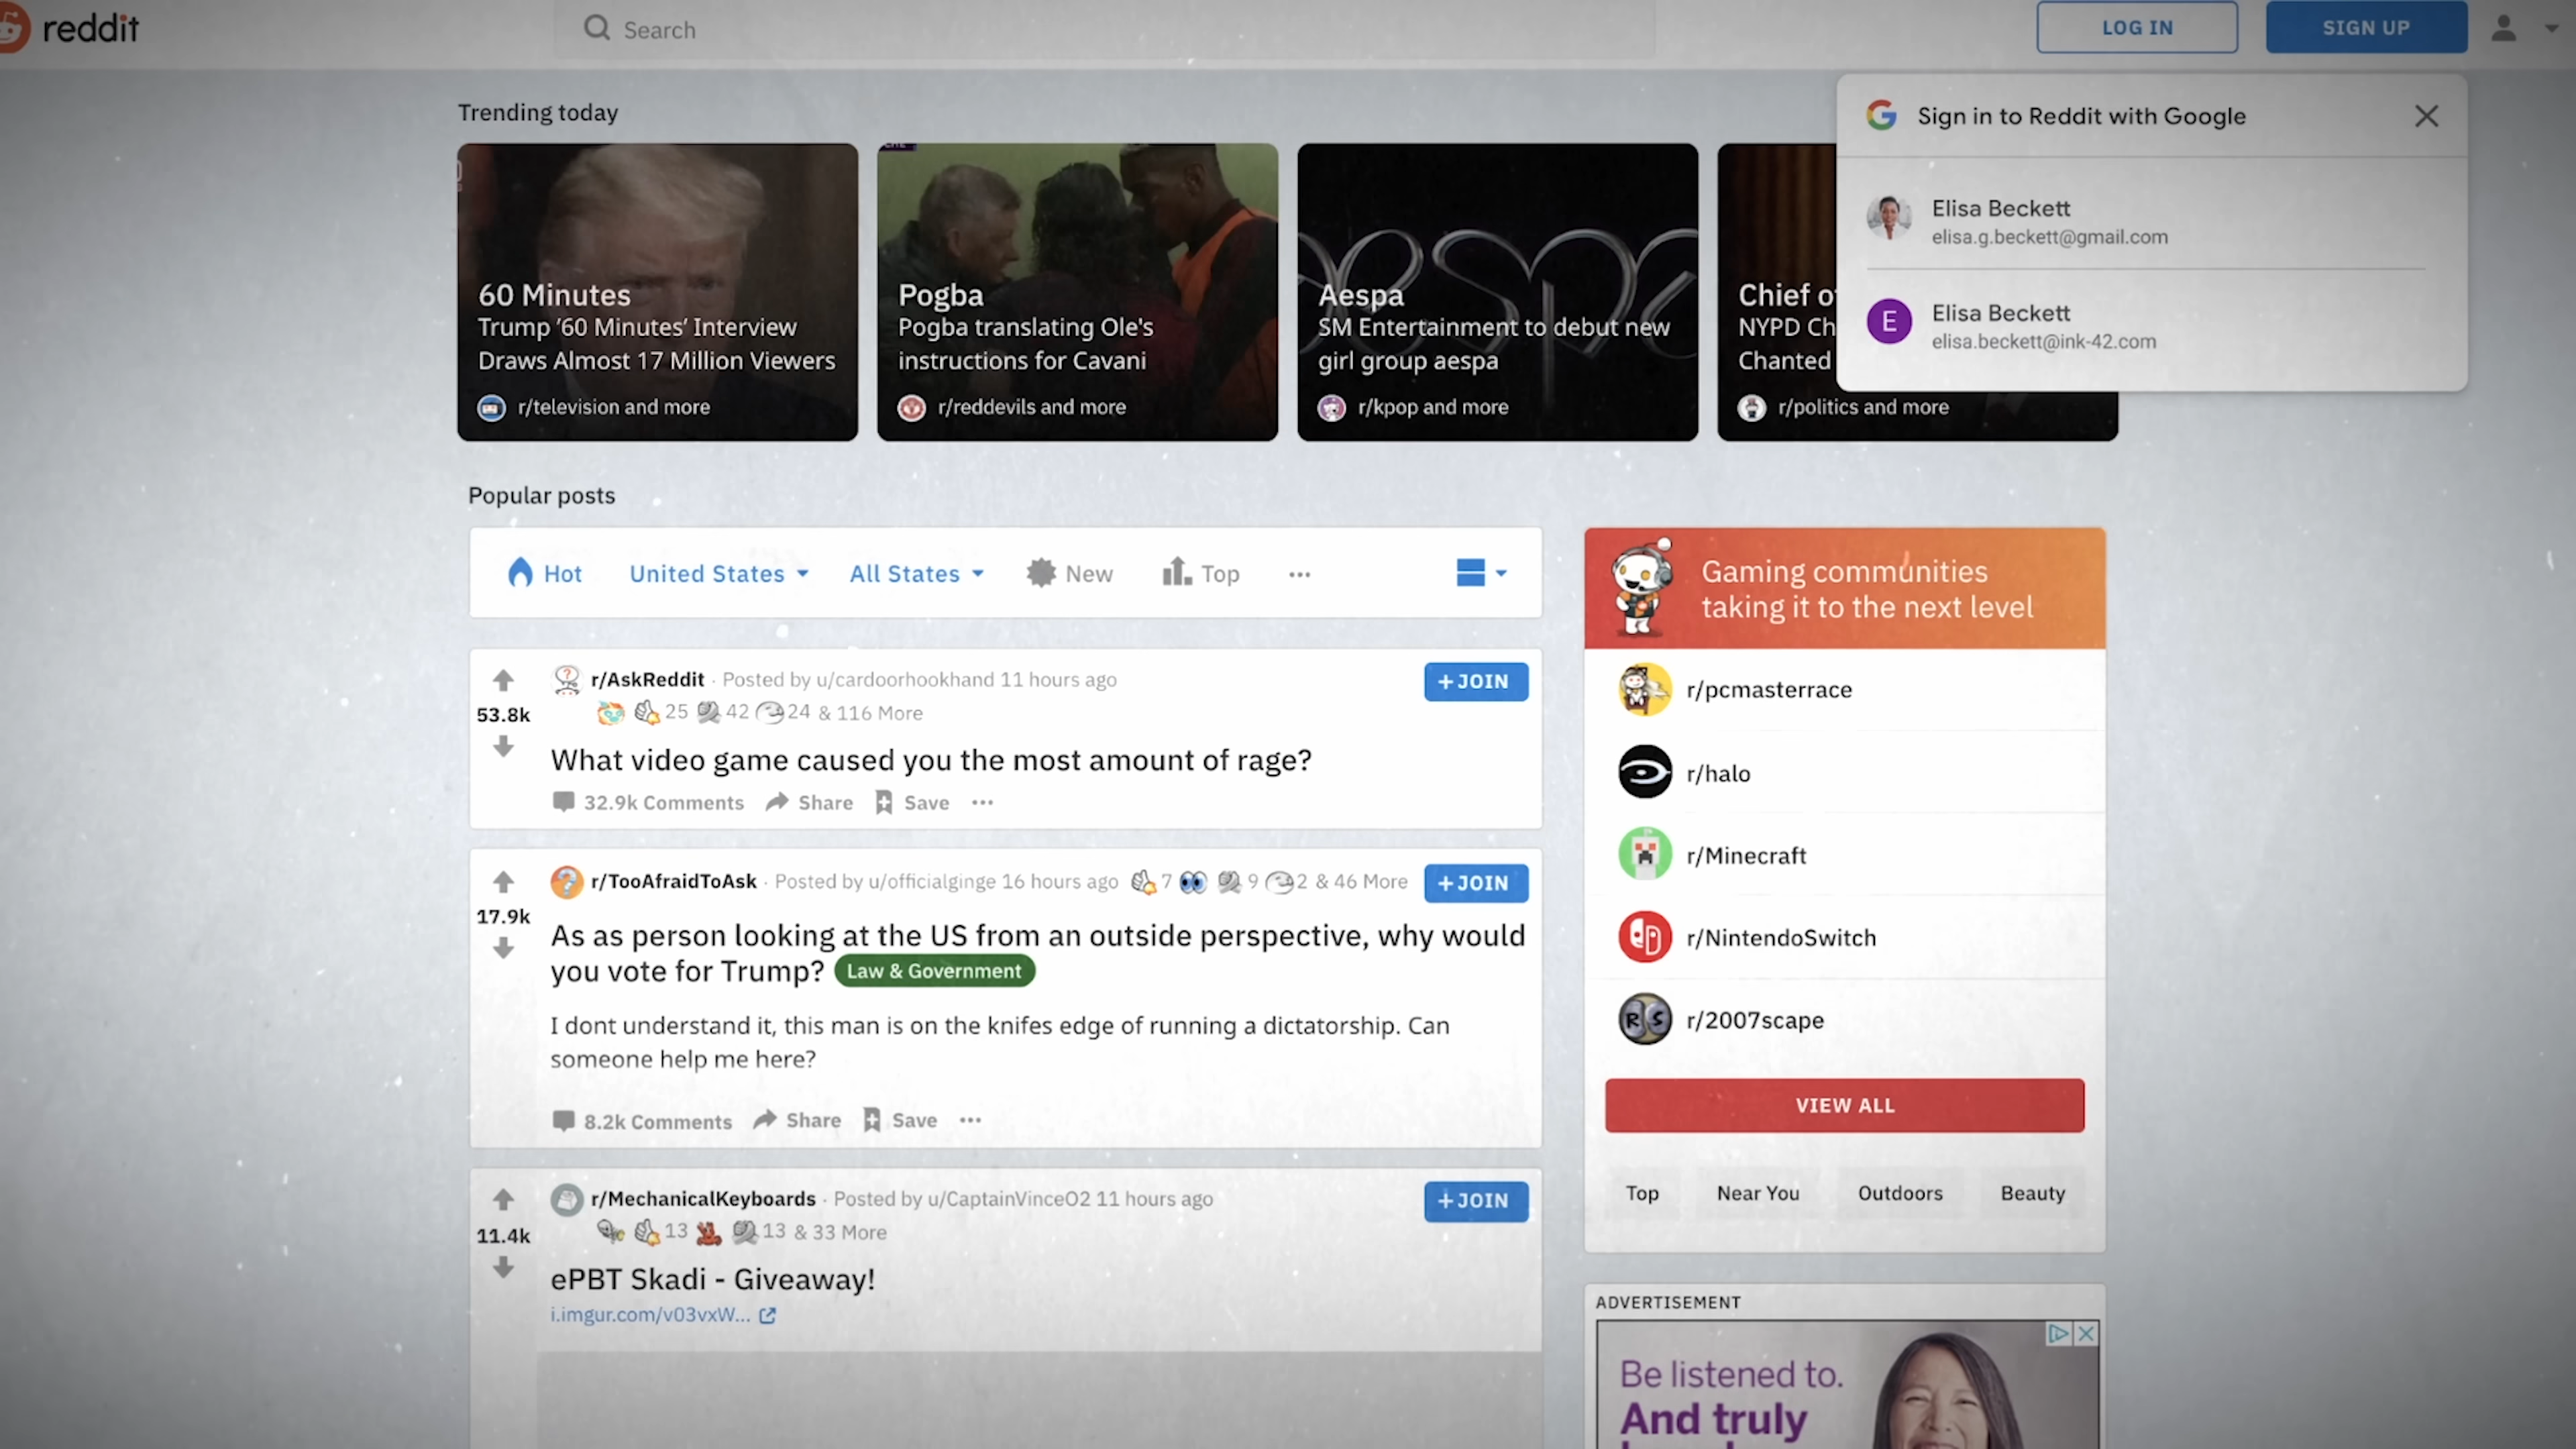 reddit
Search
LOG IN
SIGN UP
Sign in to Reddit with Google
Elisa Beckett
elisa.g.beckett@gmail.com
Elisa Beckett
E
elisa.beckett@ink-42.com
Trending today
60 Minutes
Trump '60 Minutes' Interview
Draws Almost 17 Million Viewers
r/television and more
Pogba
Pogba translating Ole's
instructions for Cavani
r/reddevils and more
aespa
Aespa
SM Entertainment to debut new
girl group aespa
r/kpop and more
Chief o
NYPD Ch
Chanted
r/politics and more
Popular posts
Hot
United States
All States
New
Top
r/AskReddit · Posted by u/cardoorhookhand 11 hours ago
25 42 24 & 116 More
+ JOIN
53.8k
What video game caused you the most amount of rage?
32.9k Comments
Share
Save
r/TooAfraidToAsk · Posted by u/officialginge 16 hours ago 7 9 2 & 46 More
+ JOIN
17.9k
As as person looking at the US from an outside perspective, why would
you vote for Trump? Law & Government
I dont understand it, this man is on the knifes edge of running a dictatorship. Can
someone help me here?
8.2k Comments
Share
Save
r/MechanicalKeyboards · Posted by u/CaptainVinceO2 11 hours ago
13 13 & 33 More
+ JOIN
11.4k
ePBT Skadi - Giveaway!
i.imgur.com/v03vxW...
Gaming communities
taking it to the next level
r/pcmasterrace
r/halo
r/Minecraft
r/NintendoSwitch
RS
r/2007scape
VIEW ALL
Top
Near You
Outdoors
Beauty
ADVERTISEMENT
Be listened to.
And truly